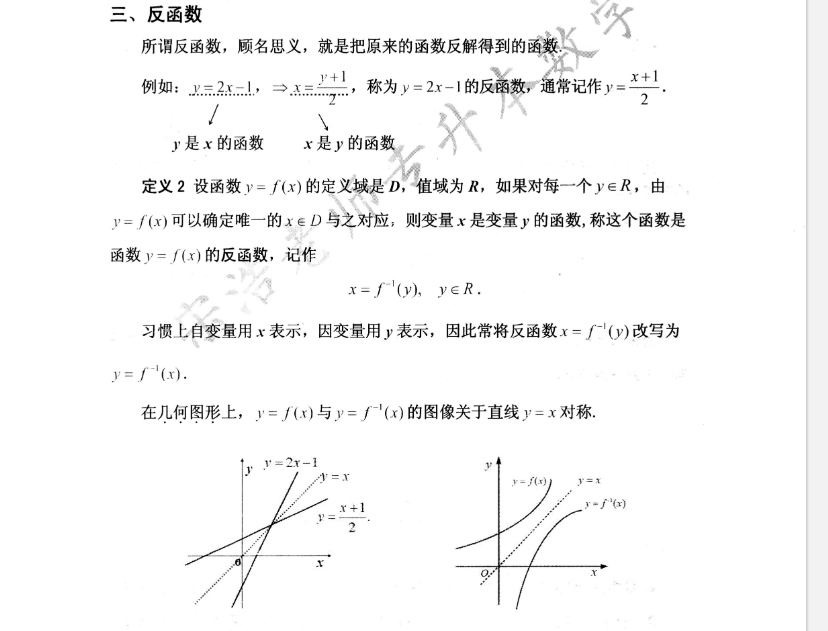 三、反函数
所谓反函数，顾名思义，就是把原来的函数反解得到的函数.
例如：y=2x−1，⇒ x=\frac{y+1}{2}，称为 y=2x−1的反函数，通常记作 y=\frac{x+1}{2}.
y 是 x 的函数 x 是 y 的函数
定义 2 设函数 y=f(x) 的定义域是 D，值域为 R，如果对每一个 y∈R，由
y=f(x) 可以确定唯一的 x∈D 与之对应，则变量 x 是变量 y 的函数,称这个函数是
函数 y=f(x) 的反函数，记作
x=f⁻¹(y), y∈R.
习惯上自变量用 x 表示，因变量用 y 表示，因此常将反函数 x=f⁻¹(y) 改写为
y=f⁻¹(x).
在几何图形上，y=f(x) 与 y=f⁻¹(x) 的图像关于直线 y=x 对称.
y y=2x−1
y=x
y=\frac{x+1}{2}.
0 x
y
y=f(x) y=x
y=f⁻¹(x)
O x
宋浩老师专升本数学